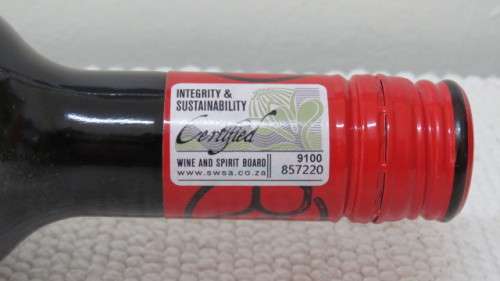 INTEGRITY &
SUSTAINABILITY
Certified
WINE AND SPIRIT BOARD
www.swsa.co.za
9100
857220